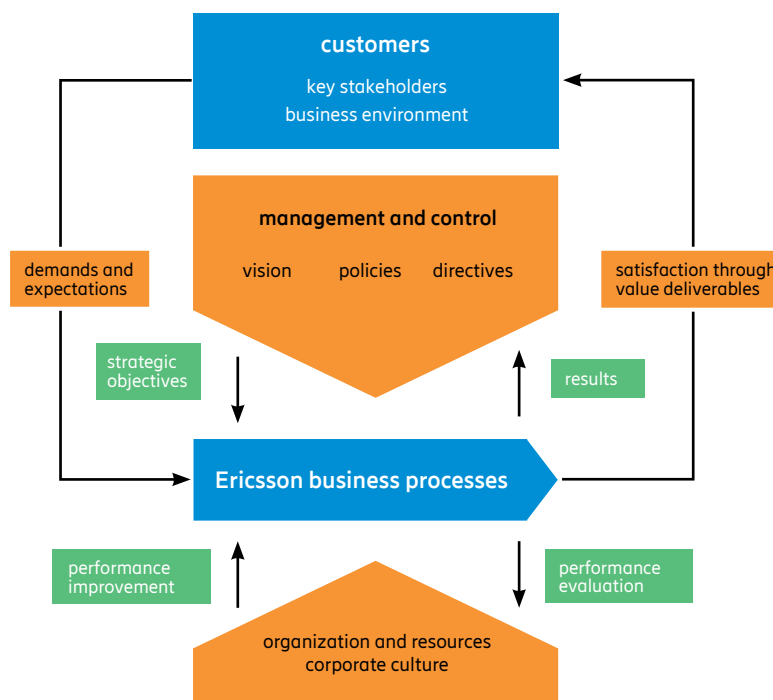 customers
key stakeholders
business environment
management and control
vision policies directives
demands and
expectations
satisfaction through
value deliverables
strategic
objectives
results
Ericsson business processes
performance
improvement
performance
evaluation
organization and resources
corporate culture